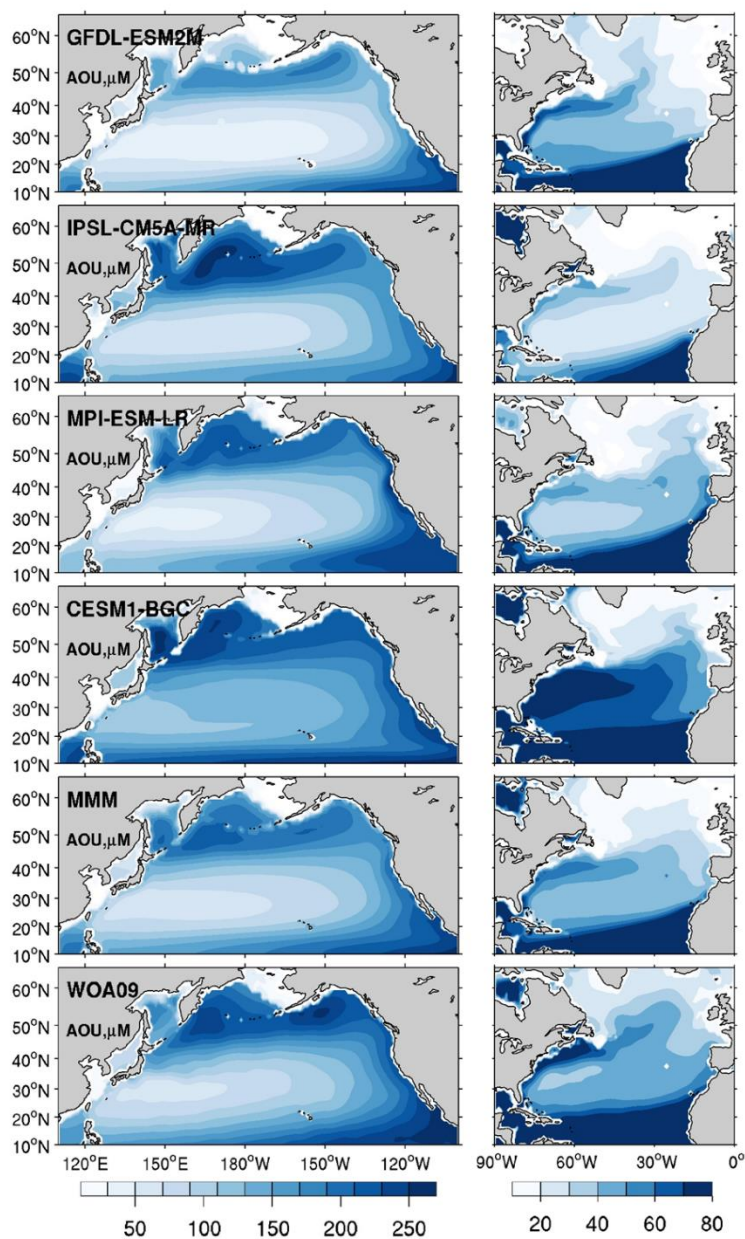 60°N
50°N
40°N
30°N
20°N
10°N
GFDL-ESM2M
AOU,μM
60°N
50°N
40°N
30°N
20°N
10°N
IPSL-CM5A-MR
AOU,μM
60°N
50°N
40°N
30°N
20°N
10°N
MPI-ESM-LR
AOU,μM
60°N
50°N
40°N
30°N
20°N
10°N
CESM1-BGC
AOU,μM
60°N
50°N
40°N
30°N
20°N
10°N
MMM
AOU,μM
60°N
50°N
40°N
30°N
20°N
10°N
WOA09
AOU,μM
120°E 150°E 180°W 150°W 120°W 90°W 60°W 30°W 0°
50 100 150 200 250 20 40 60 80